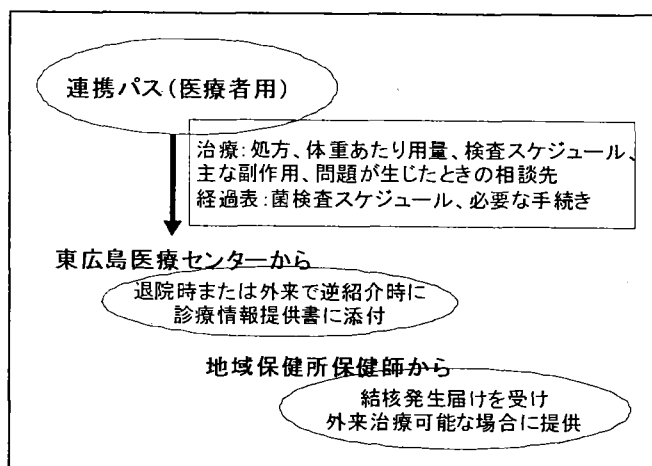 連携パス(医療者用)
治療:処方、体重あたり用量、検査スケジュール、
主な副作用、問題が生じたときの相談先
経過表:菌検査スケジュール、必要な手続き
東広島医療センターから
退院時または外来で逆紹介時に
診療情報提供書に添付
地域保健所保健師から
結核発生届けを受け
外来治療可能な場合に提供